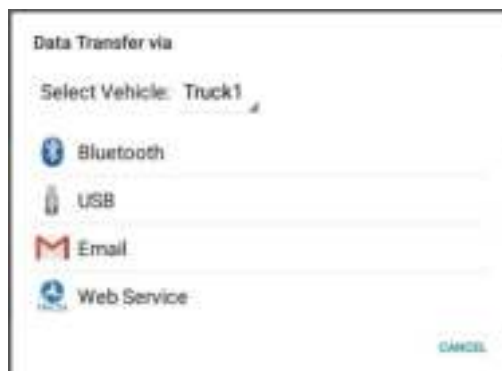 Data Transfer via
Select Vehicle: Truck1
Bluetooth
USB
Email
Web Service
CANCEL